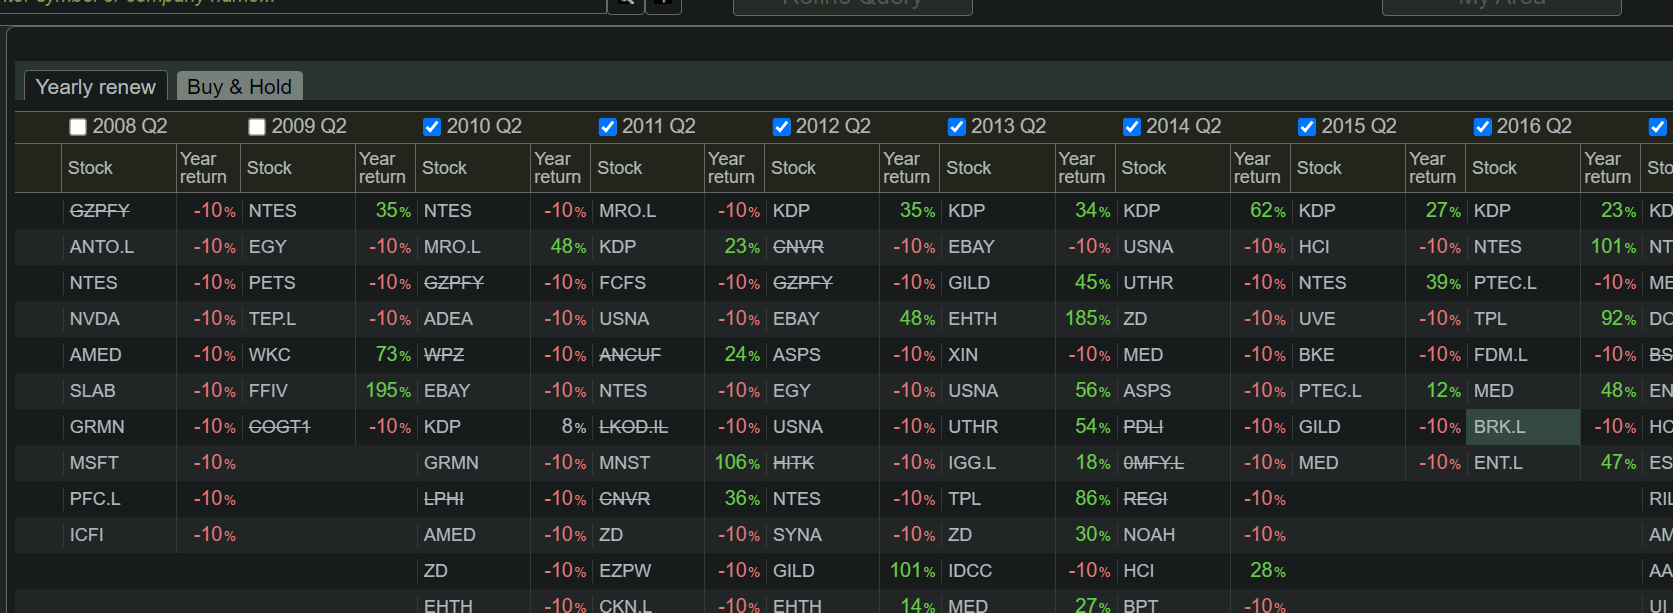 Refine Query My Area
Yearly renew Buy & Hold
2008 Q2 2009 Q2 2010 Q2 2011 Q2 2012 Q2 2013 Q2 2014 Q2 2015 Q2 2016 Q2
Stock Year return Stock Year return Stock Year return Stock Year return Stock Year return Stock Year return Stock Year return Stock Year return Stock Year return
GZPFY -10% NTES 35% NTES -10% MRO.L -10% KDP 35% KDP 34% KDP 62% KDP 27% KDP 23% KD
ANTO.L -10% EGY -10% MRO.L 48% KDP 23% CNVR -10% EBAY -10% USNA -10% HCI -10% NTES 101% NT
NTES -10% PETS -10% GZPFY -10% FCFS -10% GZPFY -10% GILD 45% UTHR -10% NTES 39% PTEC.L -10% ME
NVDA -10% TEP.L -10% ADEA -10% USNA -10% EBAY 48% EHTH 185% ZD -10% UVE -10% TPL 92% DO
AMED -10% WKC 73% WPZ -10% ANCUF 24% ASPS -10% XIN -10% MED -10% BKE -10% FDM.L -10% BS
SLAB -10% FFIV 195% EBAY -10% NTES -10% EGY -10% USNA 56% ASPS -10% PTEC.L 12% MED 48% EN
GRMN -10% COGT1 -10% KDP 8% LKOD.IL -10% USNA -10% UTHR 54% PDLI -10% GILD -10% BRK.L -10% HC
MSFT -10% GRMN -10% MNST 106% HITK -10% IGG.L 18% 0MFY.L -10% MED -10% ENT.L 47% ES
PFC.L -10% LPHI -10% CNVR 36% NTES -10% TPL 86% REGI -10% RIL
ICFI -10% AMED -10% ZD -10% SYNA -10% ZD 30% NOAH -10% AM
ZD -10% EZPW -10% GILD 101% IDCC -10% HCI 28% AA
EHTH -10% CKN.L -10% EHTH 14% MED 27% BPT -10% UL